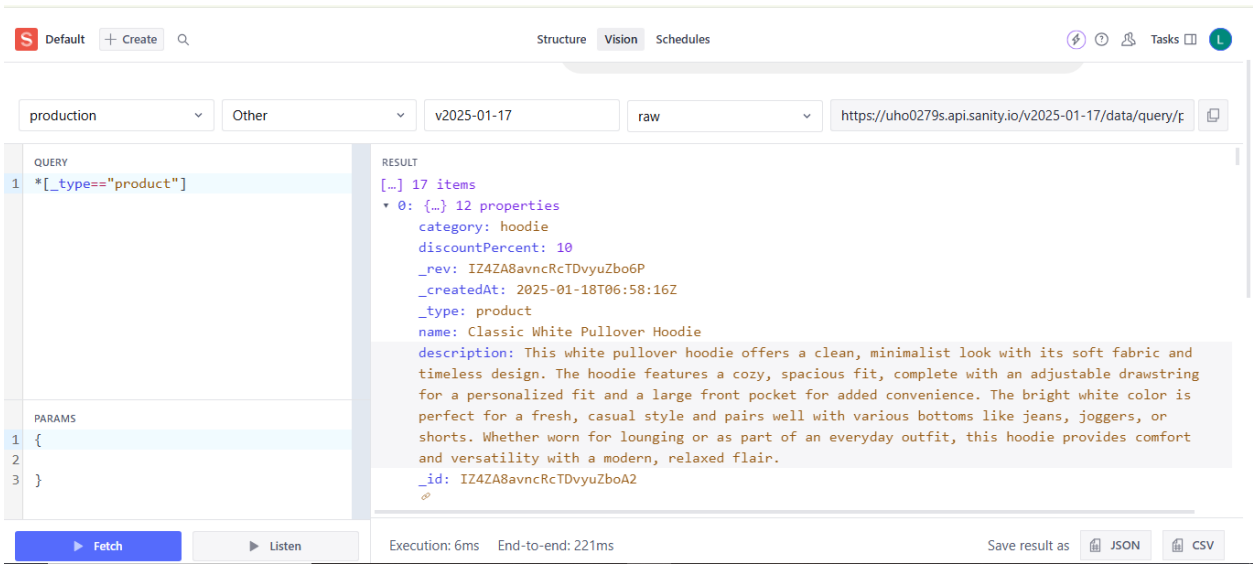 S Default + Create Structure Vision Schedules Tasks L
production Other v2025-01-17 raw https://uho0279s.api.sanity.io/v2025-01-17/data/query/p
QUERY
1 *[_type=="product"]
PARAMS
1 {
2
3 }
Fetch Listen
RESULT
[…] 17 items
0: {…} 12 properties
category: hoodie
discountPercent: 10
_rev: IZ4ZA8avncRcTDvyuZbo6P
_createdAt: 2025-01-18T06:58:16Z
_type: product
name: Classic White Pullover Hoodie
description: This white pullover hoodie offers a clean, minimalist look with its soft fabric and
timeless design. The hoodie features a cozy, spacious fit, complete with an adjustable drawstring
for a personalized fit and a large front pocket for added convenience. The bright white color is
perfect for a fresh, casual style and pairs well with various bottoms like jeans, joggers, or
shorts. Whether worn for lounging or as part of an everyday outfit, this hoodie provides comfort
and versatility with a modern, relaxed flair.
_id: IZ4ZA8avncRcTDvyuZboA2
Execution: 6ms End-to-end: 221ms Save result as JSON CSV